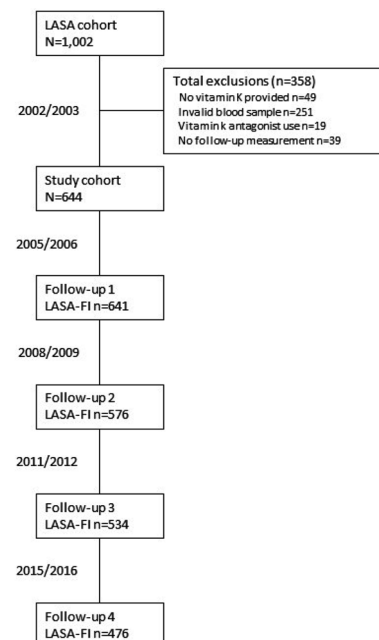 LASA cohort
N=1,002
Total exclusions (n=358)
No vitamin K provided n=49
Invalid blood sample n=251
Vitamin k antagonist use n=19
No follow-up measurement n=39
2002/2003
Study cohort
N=644
2005/2006
Follow-up 1
LASA-FI n=641
2008/2009
Follow-up 2
LASA-FI n=576
2011/2012
Follow-up 3
LASA-FI n=534
2015/2016
Follow-up 4
LASA-FI n=476